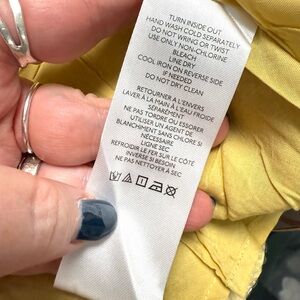 TURN INSIDE OUT
HAND WASH COLD SEPARATELY
DO NOT WRING OR TWIST
USE ONLY NON-CHLORINE
BLEACH
LINE DRY
COOL IRON ON REVERSE SIDE
IF NEEDED
DO NOT DRY CLEAN
RETOURNER À L'ENVERS
LAVER À LA MAIN À L'EAU FROIDE
SÉPARÉMENT
NE PAS TORDRE OU ESSORER
UTILISER UN AGENT DE
BLANCHIMENT SANS CHLORE SI
NÉCESSAIRE
LIGNE SEC
REFROIDIR LE FER SUR LE CÔTÉ
INVERSE SI BESOIN
NE PAS NETTOYER À SEC